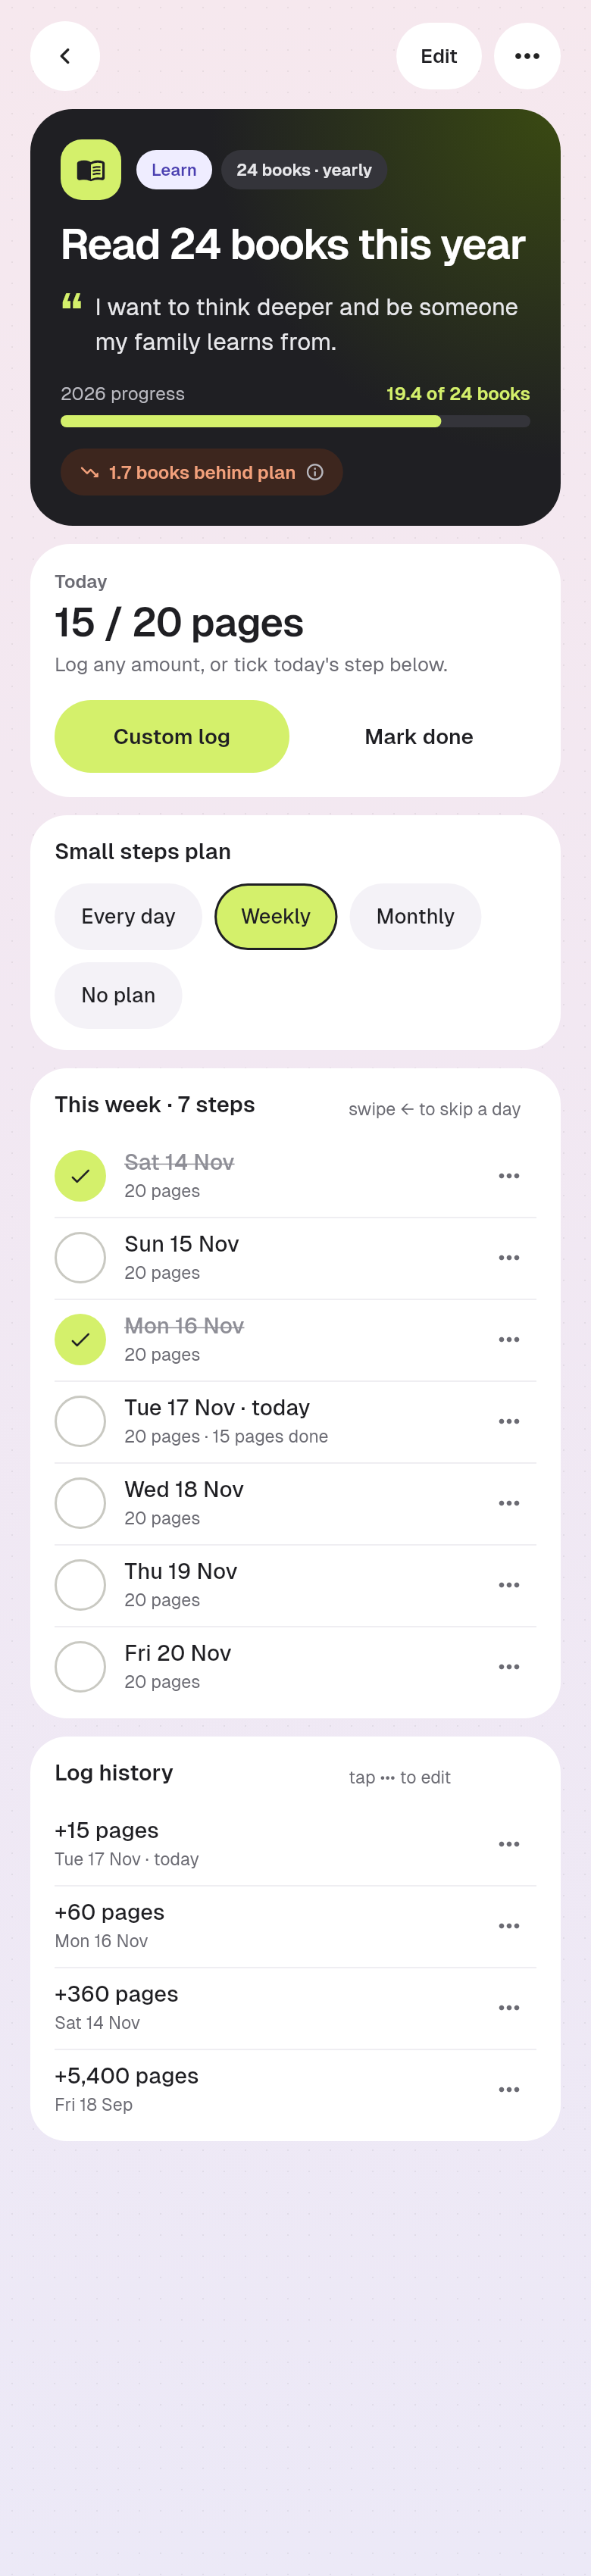 Edit
Learn
24 books · yearly
Read 24 books this year
❝ I want to think deeper and be someone
my family learns from.
2026 progress
19.4 of 24 books
1.7 books behind plan
Today
15 / 20 pages
Log any amount, or tick today's step below.
Custom log
Mark done
Small steps plan
Every day
Weekly
Monthly
No plan
This week · 7 steps
swipe ← to skip a day
Sat 14 Nov
20 pages
Sun 15 Nov
20 pages
Mon 16 Nov
20 pages
Tue 17 Nov · today
20 pages · 15 pages done
Wed 18 Nov
20 pages
Thu 19 Nov
20 pages
Fri 20 Nov
20 pages
Log history
tap ••• to edit
+15 pages
Tue 17 Nov · today
+60 pages
Mon 16 Nov
+360 pages
Sat 14 Nov
+5,400 pages
Fri 18 Sep